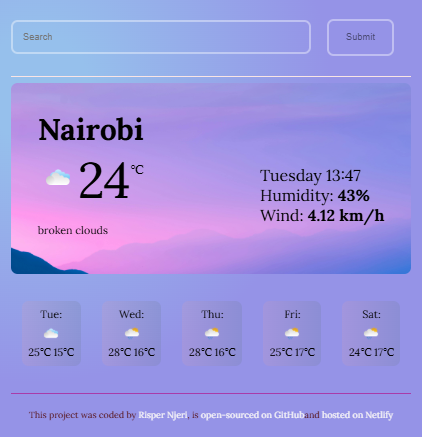 Search
Submit
Nairobi
24 °C
broken clouds
Tuesday 13:47
Humidity: 43%
Wind: 4.12 km/h
Tue: Wed: Thu: Fri: Sat:
25°C 15°C 28°C 16°C 28°C 16°C 25°C 17°C 24°C 17°C
This project was coded by Risper Njeri, is open-sourced on GitHub and hosted on Netlify